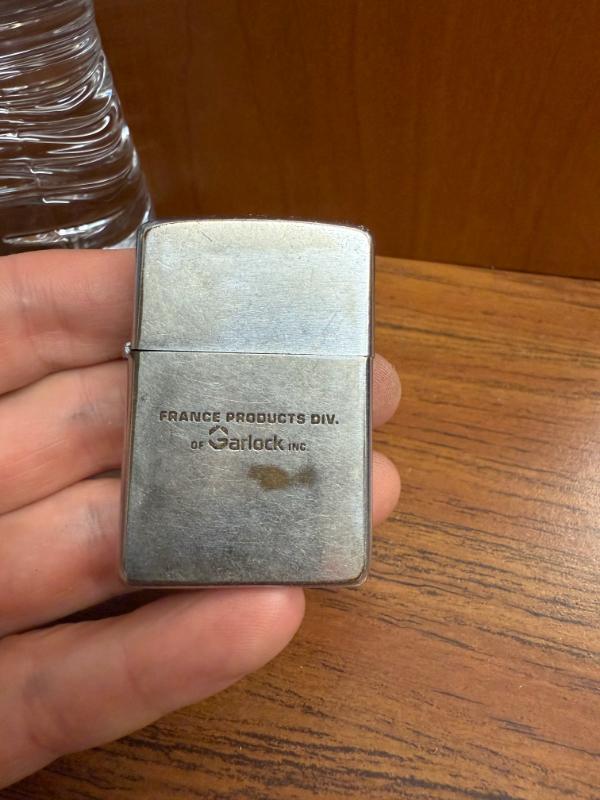 FRANCE PRODUCTS DIV.
OF Garlock INC.